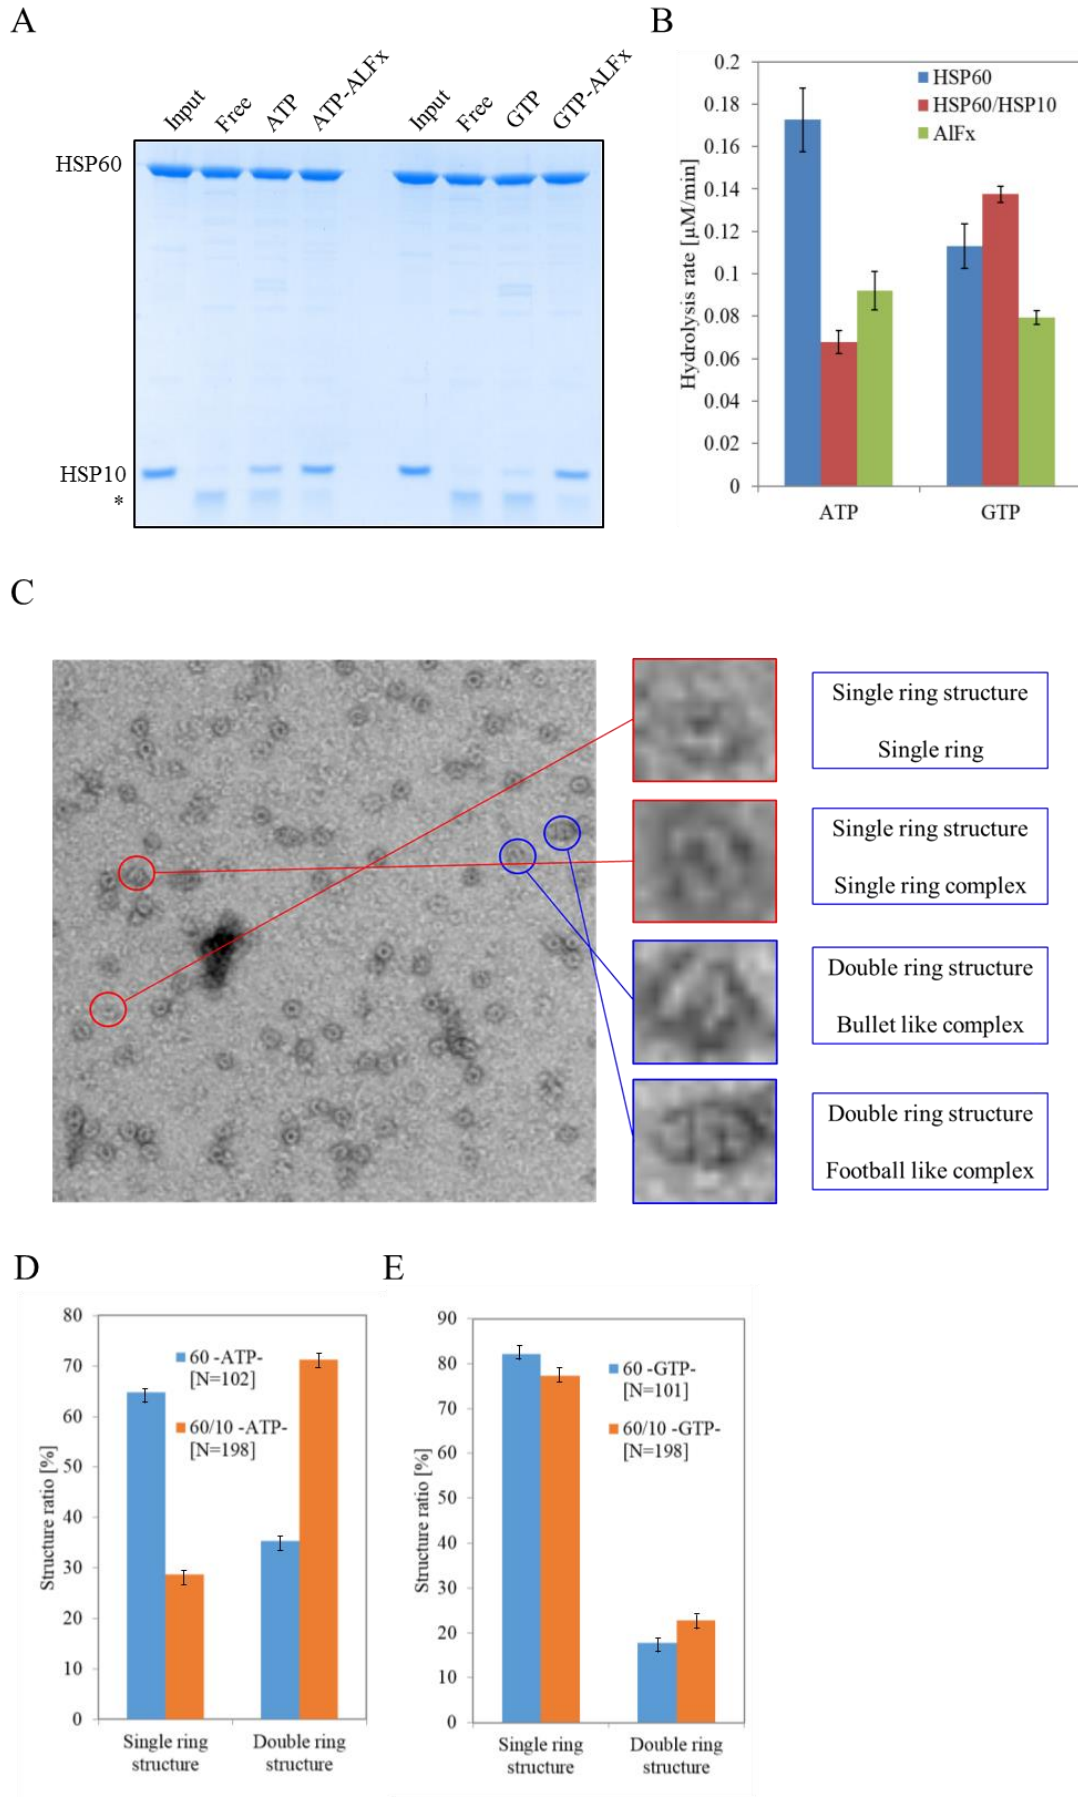 A
Input
Free
ATP
ATP-ALFx
Input
Free
GTP
GTP-ALFx
HSP60
HSP10
*
B
0.2
0.18
0.16
0.14
0.12
0.1
0.08
0.06
0.04
0.02
0
Hydrolysis rate [µM/min]
HSP60
HSP60/HSP10
AlFx
ATP
GTP
C
Single ring structure
Single ring
Single ring structure
Single ring complex
Double ring structure
Bullet like complex
Double ring structure
Football like complex
D
80
70
60
50
40
30
20
10
0
Structure ratio [%]
60 -ATP-
[N=102]
60/10 -ATP-
[N=198]
Single ring
structure
Double ring
structure
E
90
80
70
60
50
40
30
20
10
0
Structure ratio [%]
60 -GTP-
[N=101]
60/10 -GTP-
[N=198]
Single ring
structure
Double ring
structure